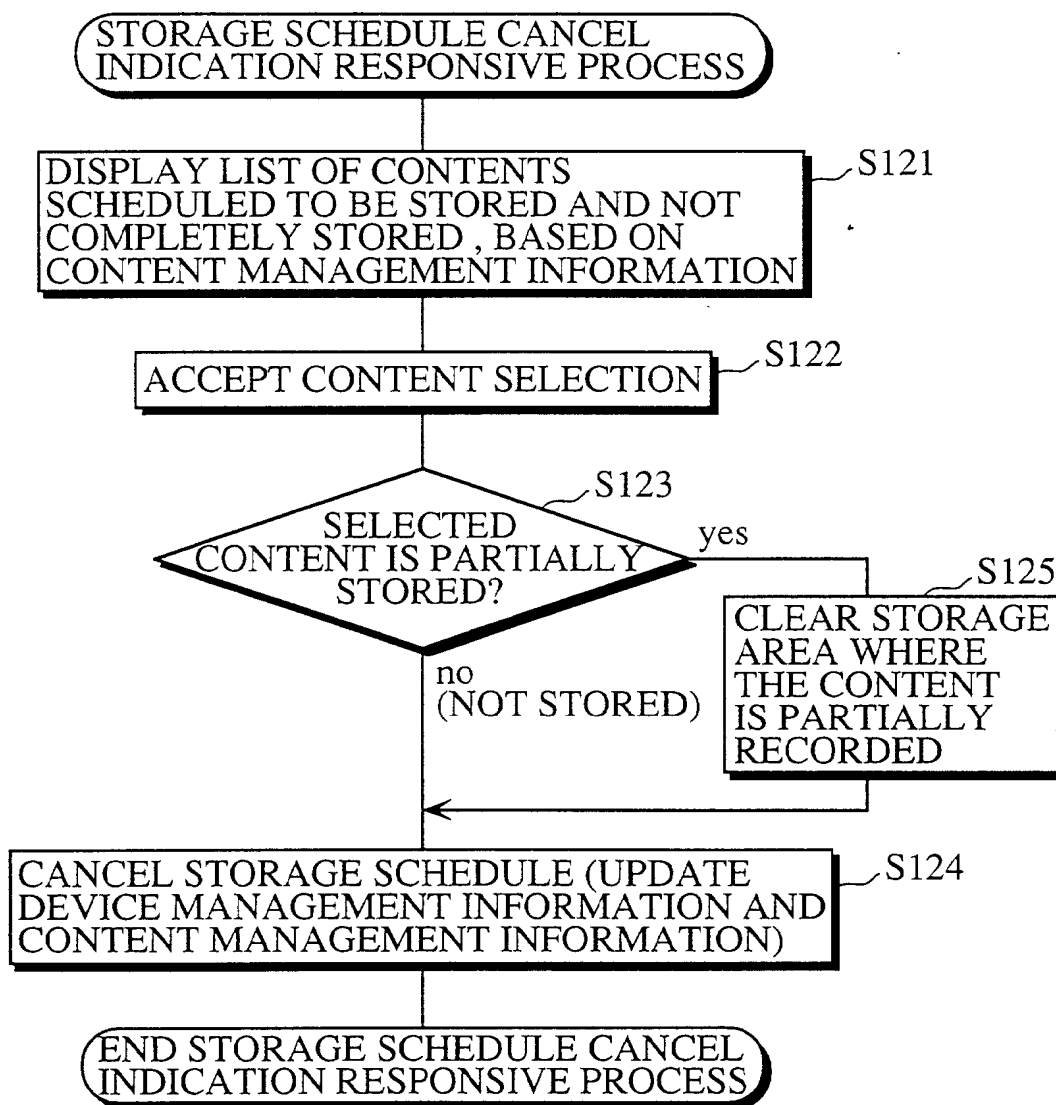 STORAGE SCHEDULE CANCEL
INDICATION RESPONSIVE PROCESS
S121
DISPLAY LIST OF CONTENTS
SCHEDULED TO BE STORED AND NOT
COMPLETELY STORED , BASED ON
CONTENT MANAGEMENT INFORMATION
S122
ACCEPT CONTENT SELECTION
S123
SELECTED
CONTENT IS PARTIALLY
STORED?
yes
S125
CLEAR STORAGE
AREA WHERE
THE CONTENT
IS PARTIALLY
RECORDED
no
(NOT STORED)
S124
CANCEL STORAGE SCHEDULE (UPDATE
DEVICE MANAGEMENT INFORMATION AND
CONTENT MANAGEMENT INFORMATION)
END STORAGE SCHEDULE CANCEL
INDICATION RESPONSIVE PROCESS